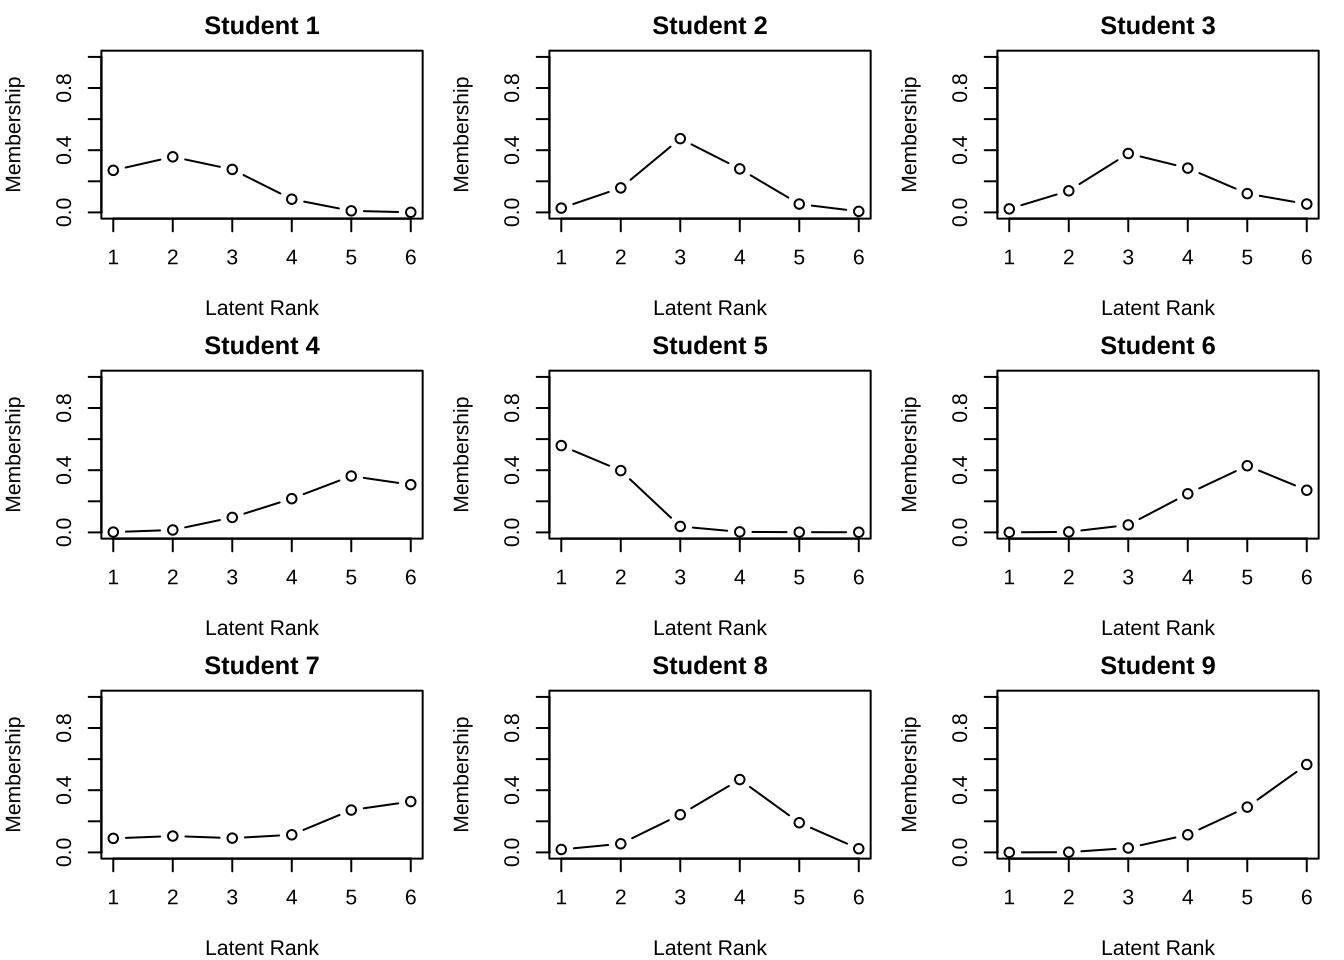 Student 1
Membership
0.0 0.4 0.8
1 2 3 4 5 6
Latent Rank
Student 2
Membership
0.0 0.4 0.8
1 2 3 4 5 6
Latent Rank
Student 3
Membership
0.0 0.4 0.8
1 2 3 4 5 6
Latent Rank
Student 4
Membership
0.0 0.4 0.8
1 2 3 4 5 6
Latent Rank
Student 5
Membership
0.0 0.4 0.8
1 2 3 4 5 6
Latent Rank
Student 6
Membership
0.0 0.4 0.8
1 2 3 4 5 6
Latent Rank
Student 7
Membership
0.0 0.4 0.8
1 2 3 4 5 6
Latent Rank
Student 8
Membership
0.0 0.4 0.8
1 2 3 4 5 6
Latent Rank
Student 9
Membership
0.0 0.4 0.8
1 2 3 4 5 6
Latent Rank